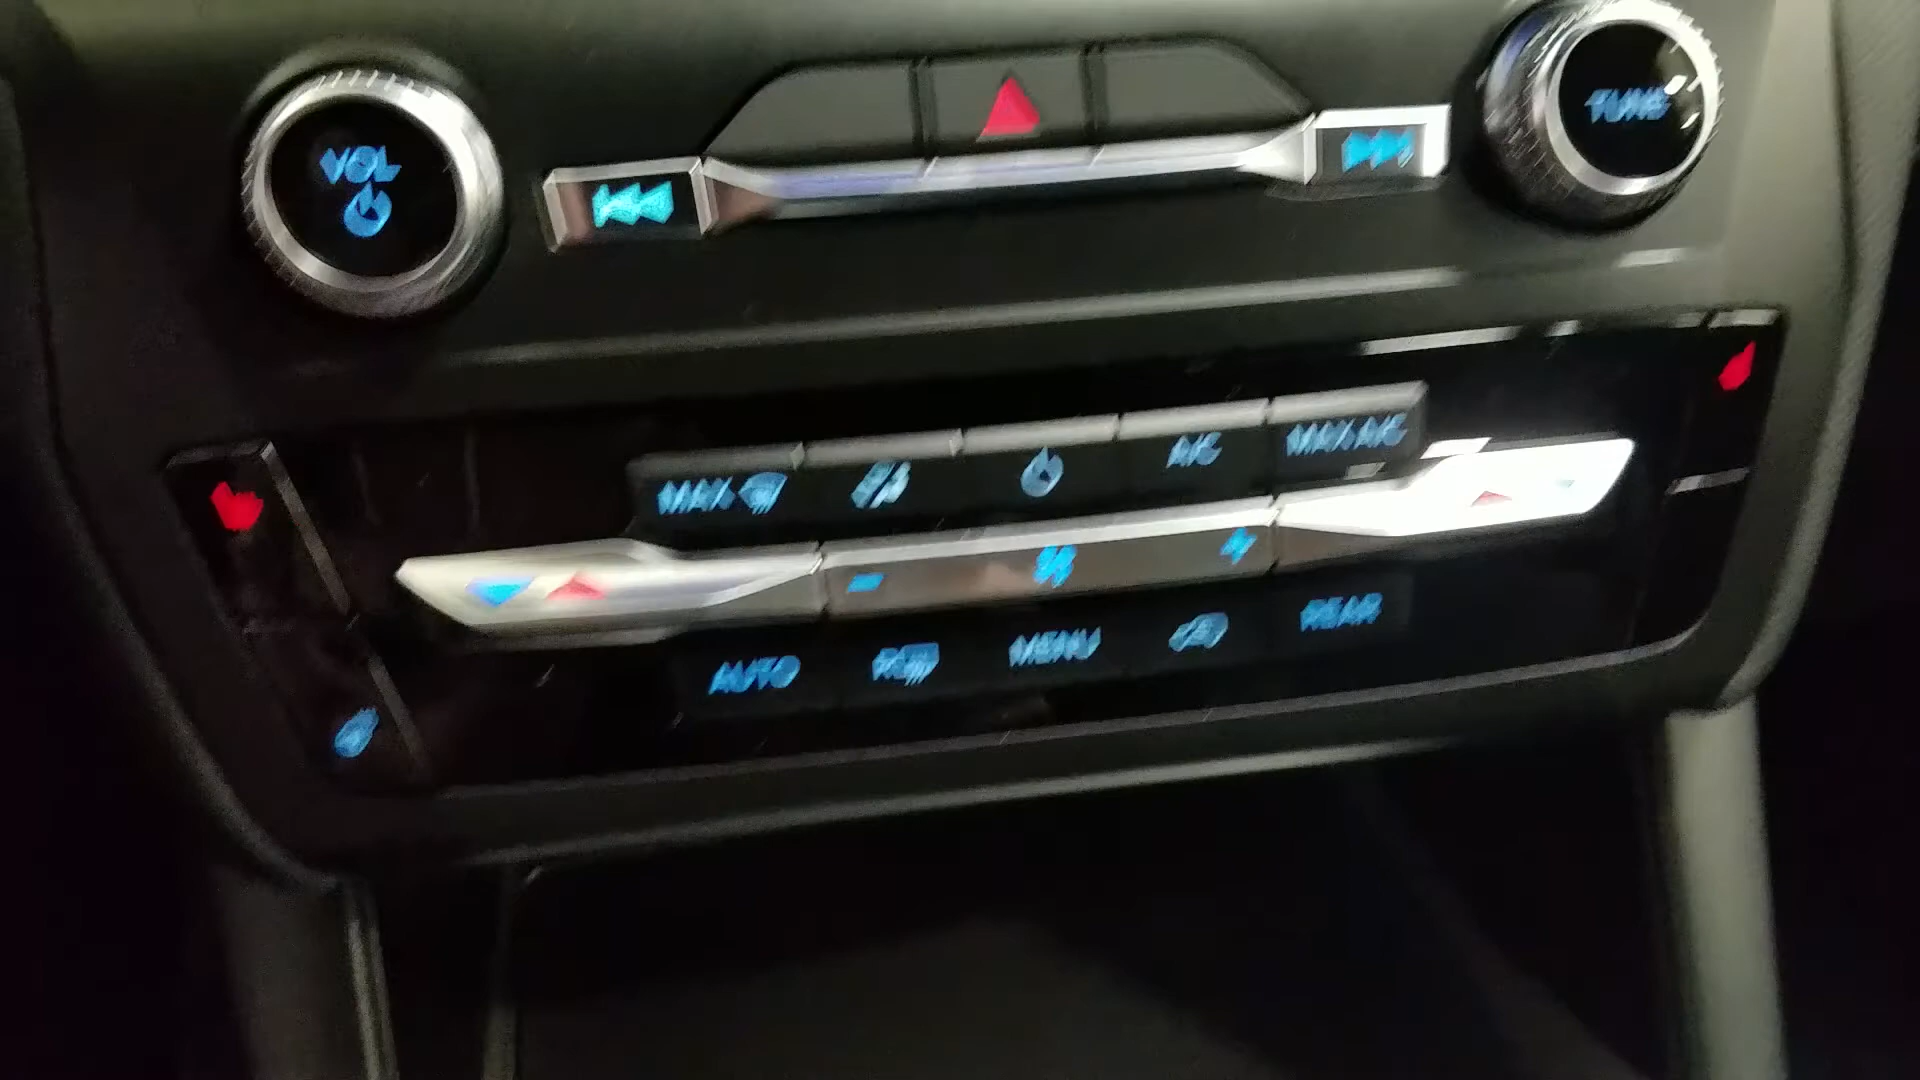 VOL
TUNE
MAX
A/C
MAX A/C
AUTO
R
MENU
REAR